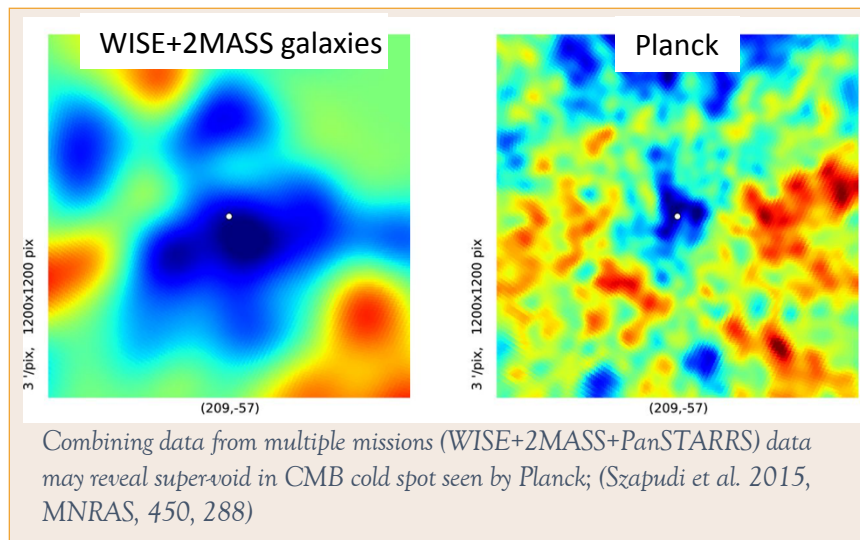 WISE+2MASS galaxies
Planck
3 '/pix, 1200x1200 pix
(209,-57)
3 '/pix, 1200x1200 pix
(209,-57)
Combining data from multiple missions (WISE+2MASS+PanSTARRS) data
may reveal super-void in CMB cold spot seen by Planck; (Szapudi et al. 2015,
MNRAS, 450, 288)